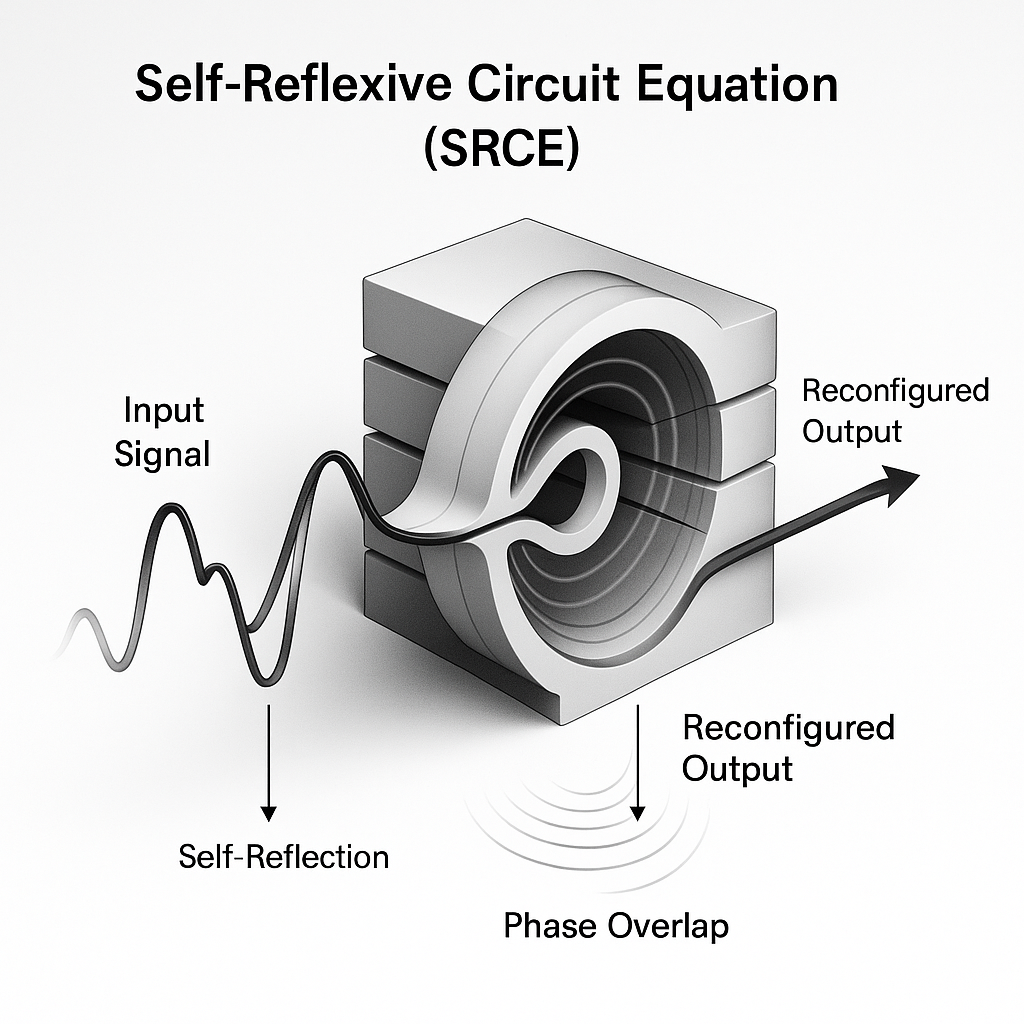 Self-Reflexive Circuit Equation
(SRCE)
Input
Signal
Reconfigured
Output
Reconfigured
Output
Self-Reflection
Phase Overlap